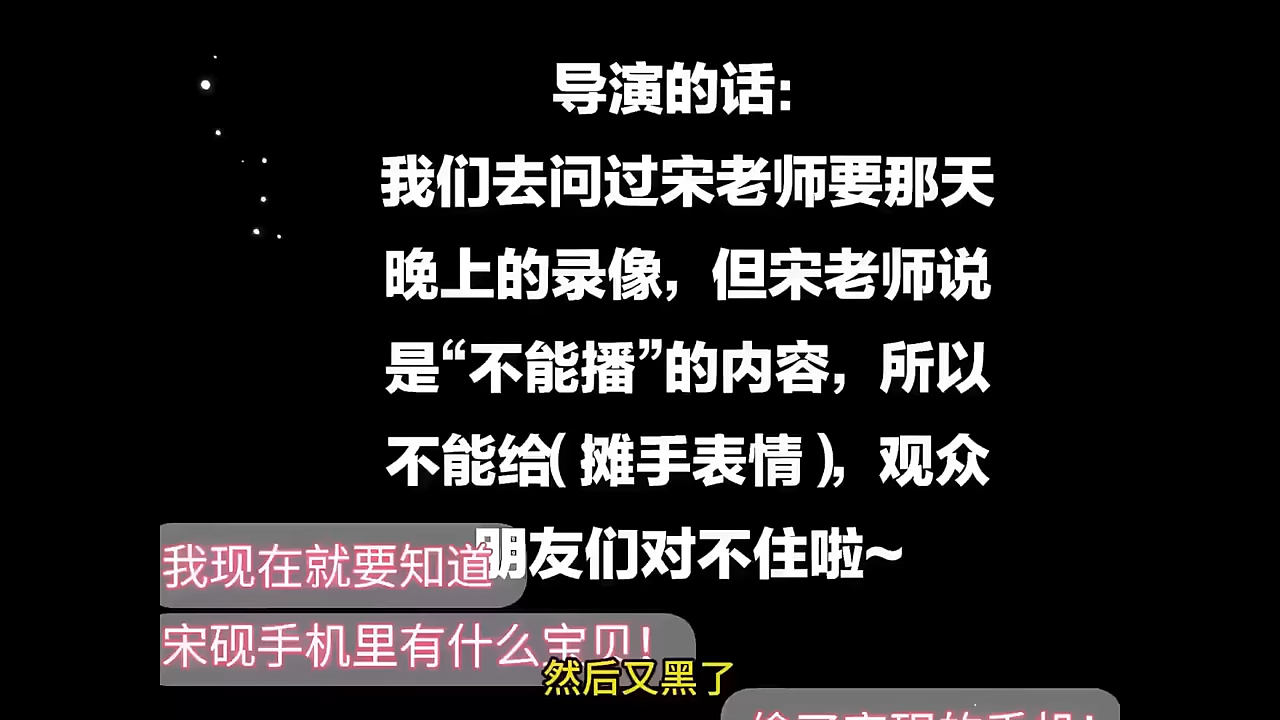 导演的话:
我们去问过宋老师要那天
晚上的录像，但宋老师说
是“不能播”的内容，所以
不能给(摊手表情)，观众
朋友们对不住啦~
我现在就要知道
宋砚手机里有什么宝贝！
然后又黑了